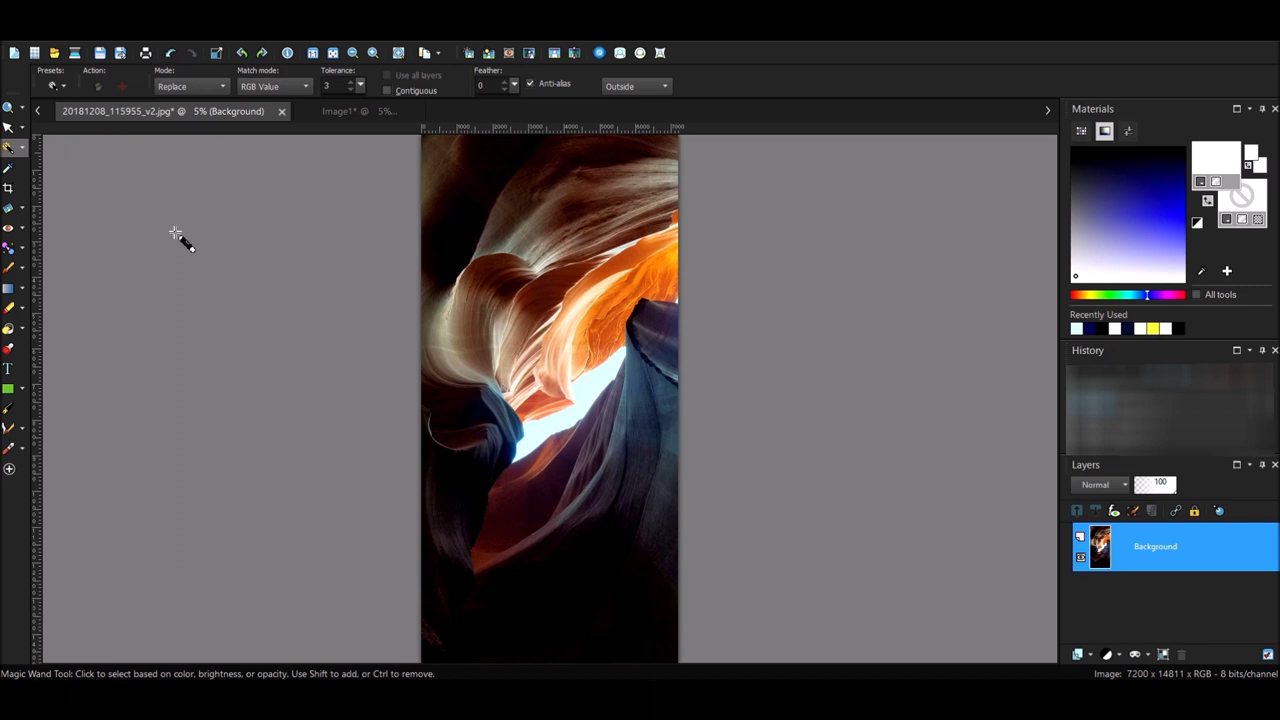 Presets:
Action:
Mode:
Replace
Match mode:
RGB Value
Tolerance:
3
Use all layers
Contiguous
Feather:
0
Anti-alias
Outside
20181208_115955_v2.jpg* @ 5% (Background)
Image1* @ 5%...
Materials
All tools
Recently Used
History
Layers
Normal
100
Background
Magic Wand Tool: Click to select based on color, brightness, or opacity. Use Shift to add, or Ctrl to remove.
Image: 7200 x 14811 x RGB - 8 bits/channel